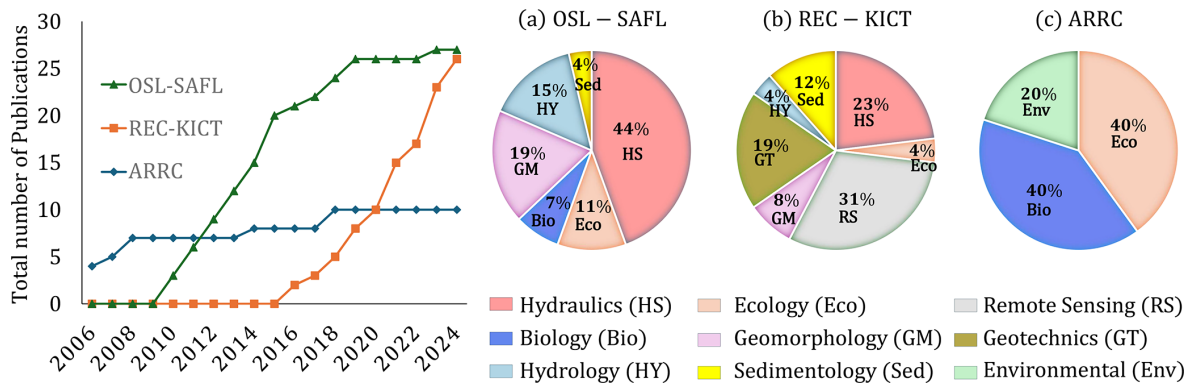 Total number of Publications
30
25
20
15
10
5
0
OSL-SAFL
REC-KICT
ARRC
2006
2008
2010
2012
2014
2016
2018
2020
2022
2024
(a) OSL − SAFL
44%
HS
11%
Eco
7%
Bio
19%
GM
15%
HY
4%
Sed
(b) REC − KICT
23%
HS
4%
Eco
31%
RS
8%
GM
19%
GT
4%
HY
12%
Sed
(c) ARRC
40%
Eco
40%
Bio
20%
Env
Hydraulics (HS)
Ecology (Eco)
Remote Sensing (RS)
Biology (Bio)
Geomorphology (GM)
Geotechnics (GT)
Hydrology (HY)
Sedimentology (Sed)
Environmental (Env)